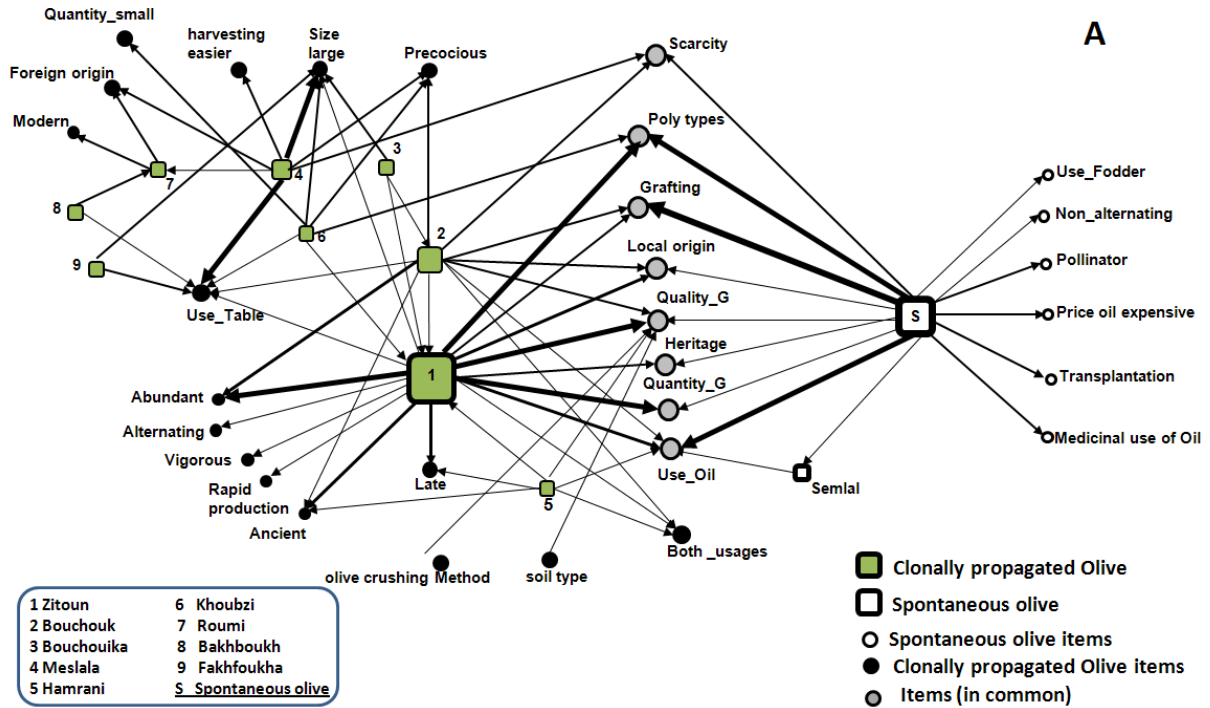 A
Quantity_small
harvesting
easier
Size
large
Precocious
Scarcity
Foreign origin
Modern
Poly types
Grafting
Local origin
Quality_G
Heritage
Quantity_G
Use_Oil
Use_Fodder
Non_alternating
Pollinator
Price oil expensive
Transplantation
Medicinal use of Oil
3
4
7
8
6
2
9
S
Use_Table
1
Abundant
Alternating
Vigorous
Rapid
production
Ancient
Late
5
Semlal
Both _usages
olive crushing Method
soil type
1 Zitoun
2 Bouchouk
3 Bouchouika
4 Meslala
5 Hamrani
6 Khoubzi
7 Roumi
8 Bakhboukh
9 Fakhfoukha
S Spontaneous olive
Clonally propagated Olive
Spontaneous olive
Spontaneous olive items
Clonally propagated Olive items
Items (in common)